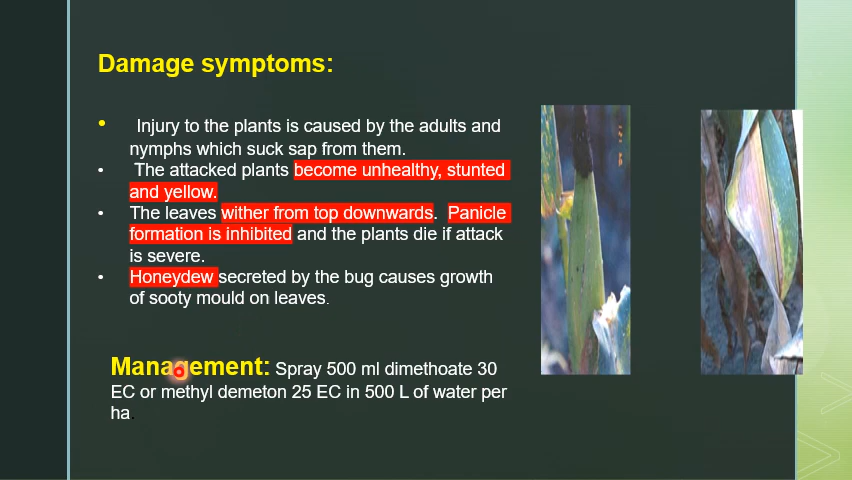 Damage symptoms:
• Injury to the plants is caused by the adults and
nymphs which suck sap from them.
• The attacked plants become unhealthy, stunted
and yellow.
• The leaves wither from top downwards. Panicle
formation is inhibited and the plants die if attack
is severe.
• Honeydew secreted by the bug causes growth
of sooty mould on leaves.
Management: Spray 500 ml dimethoate 30
EC or methyl demeton 25 EC in 500 L of water per
ha.